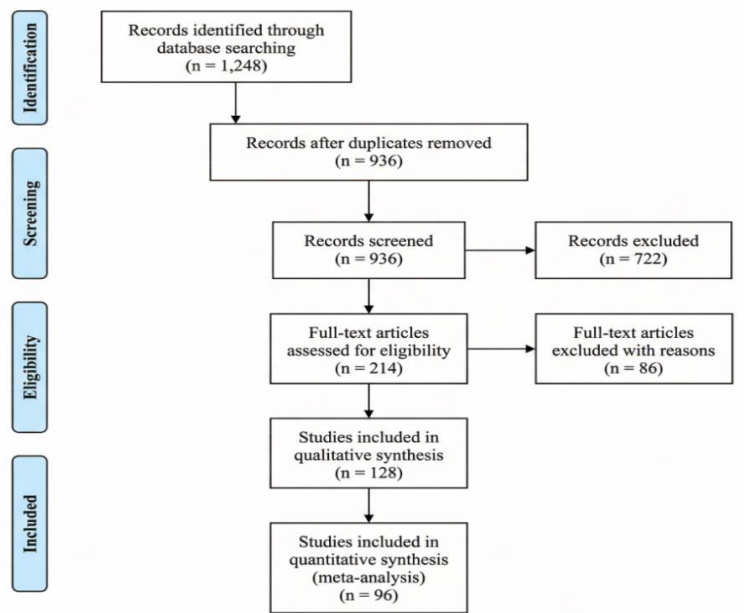 Identification
Records identified through
database searching
(n = 1,248)
Records after duplicates removed
(n = 936)
Screening
Records screened
(n = 936)
Records excluded
(n = 722)
Eligibility
Full-text articles
assessed for eligibility
(n = 214)
Full-text articles
excluded with reasons
(n = 86)
Studies included in
qualitative synthesis
(n = 128)
Included
Studies included in
quantitative synthesis
(meta-analysis)
(n = 96)